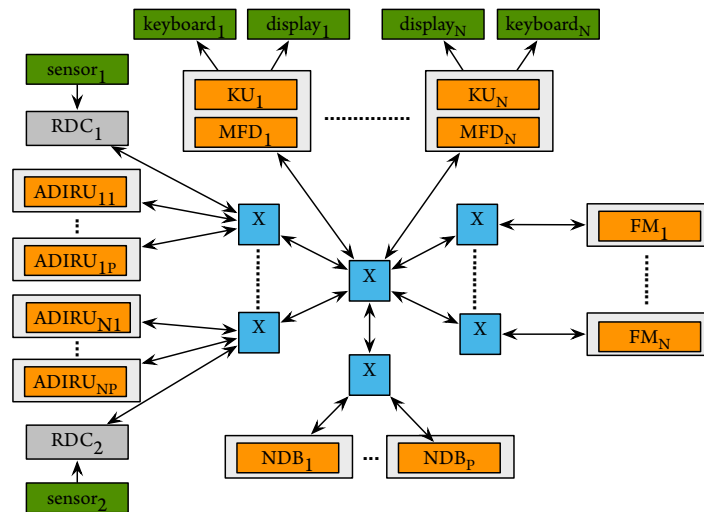 keyboard1 display1 displayN keyboardN
sensor1
KU1 KUN
RDC1 MFD1 MFDN
ADIRU11
X X
FM1
ADIRU1P
X
ADIRUN1
X X
FMN
ADIRUNP
X
RDC2
NDB1 NDBP
sensor2